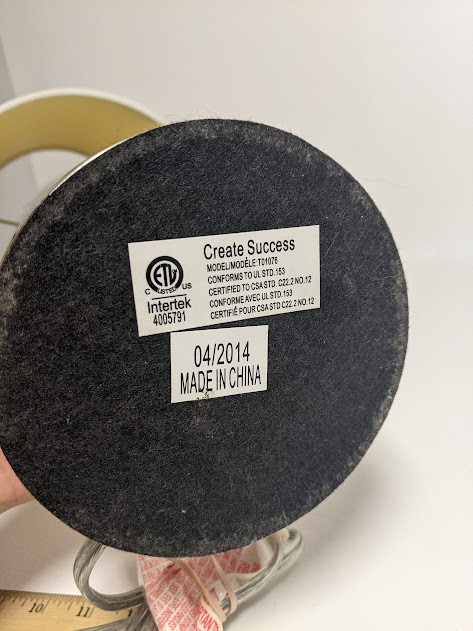 Create Success
MODEL/MODÈLE:T01076
CONFORMS TO UL STD.153
CERTIFIED TO CSA STD. C22.2 NO.12
CONFORME AVEC UL STD.153
CERTIFIÉ POUR CSA STD C22.2 NO.12
ETL
C LISTED US
Intertek
4005791
04/2014
MADE IN CHINA
10 11